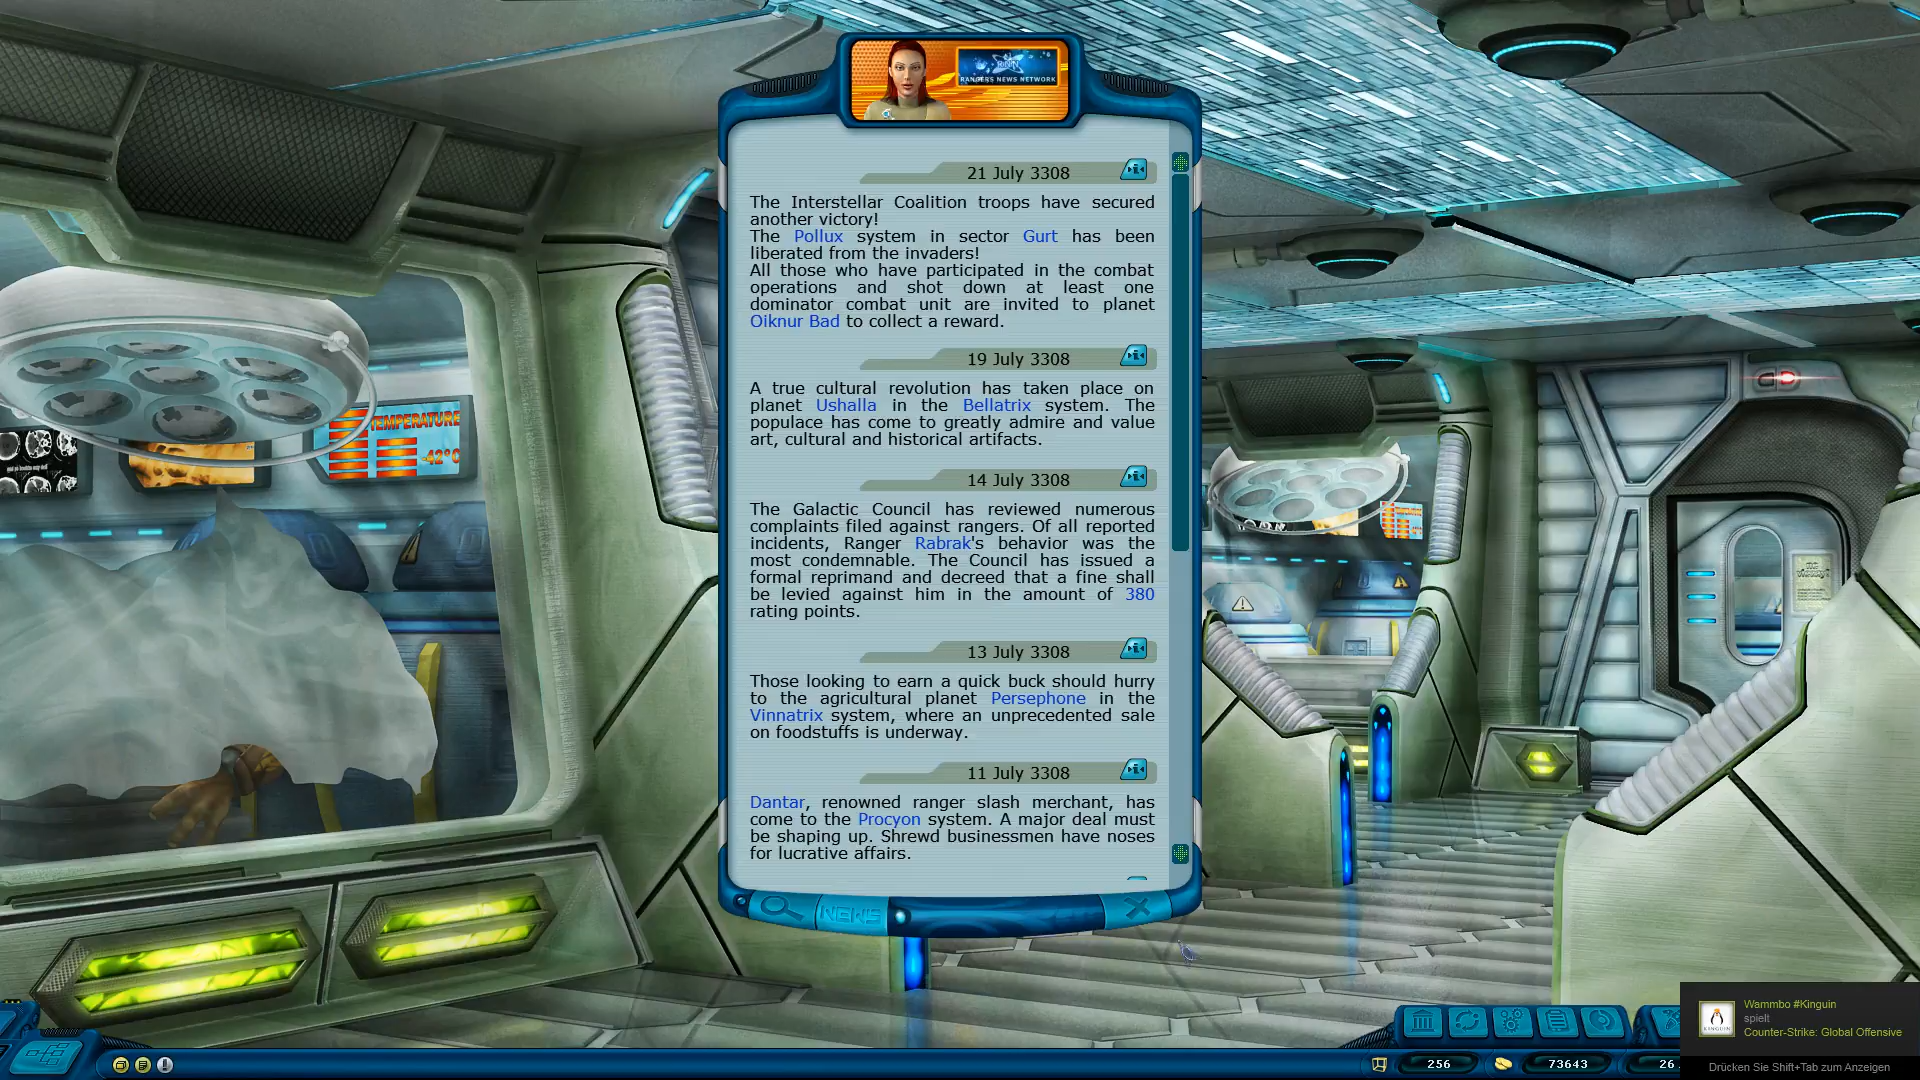 RANGERS NEWS NETWORK
21 July 3308
The Interstellar Coalition troops have secured
another victory!
The Pollux system in sector Gurt has been
liberated from the invaders!
All those who have participated in the combat
operations and shot down at least one
dominator combat unit are invited to planet
Oiknur Bad to collect a reward.
19 July 3308
A true cultural revolution has taken place on
planet Ushalla in the Bellatrix system. The
populace has come to greatly admire and value
art, cultural and historical artifacts.
14 July 3308
The Galactic Council has reviewed numerous
complaints filed against rangers. Of all reported
incidents, Ranger Rabrak's behavior was the
most condemnable. The Council has issued a
formal reprimand and decreed that a fine shall
be levied against him in the amount of 380
rating points.
13 July 3308
Those looking to earn a quick buck should hurry
to the agricultural planet Persephone in the
Vinnatrix system, where an unprecedented sale
on foodstuffs is underway.
11 July 3308
Dantar, renowned ranger slash merchant, has
come to the Procyon system. A major deal must
be shaping up. Shrewd businessmen have noses
for lucrative affairs.
NEWS
TEMPERATURE
-42°C
256
73643
26
KINGUIN
Wammbo #Kinguin
spielt
Counter-Strike: Global Offensive
Drücken Sie Shift+Tab zum Anzeigen